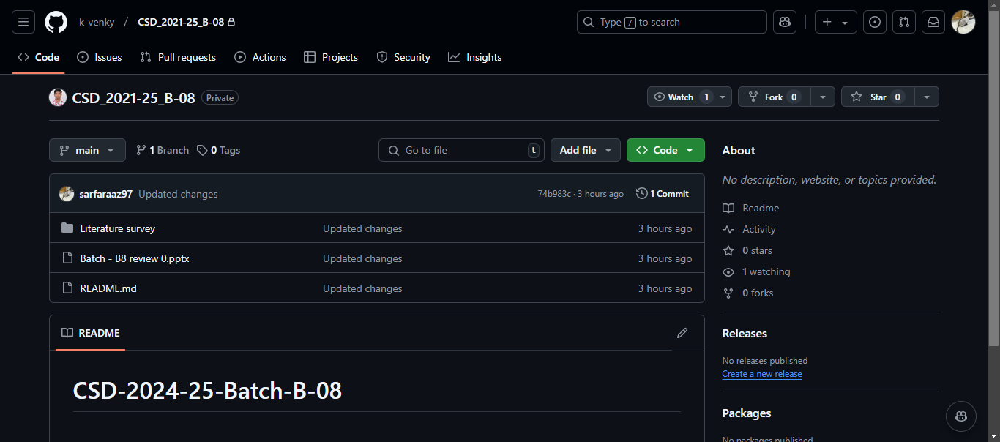 k-venky / CSD_2021-25_B-08
Type / to search
Code Issues Pull requests Actions Projects Security Insights
CSD_2021-25_B-08 Private
Watch 1 Fork 0 Star 0
main 1 Branch 0 Tags Go to file t Add file Code
sarfaraaz97 Updated changes 74b983c · 3 hours ago 1 Commit
Literature survey Updated changes 3 hours ago
Batch - B8 review 0.pptx Updated changes 3 hours ago
README.md Updated changes 3 hours ago
README
CSD-2024-25-Batch-B-08
About
No description, website, or topics provided.
Readme
Activity
0 stars
1 watching
0 forks
Releases
No releases published
Create a new release
Packages
No packages published